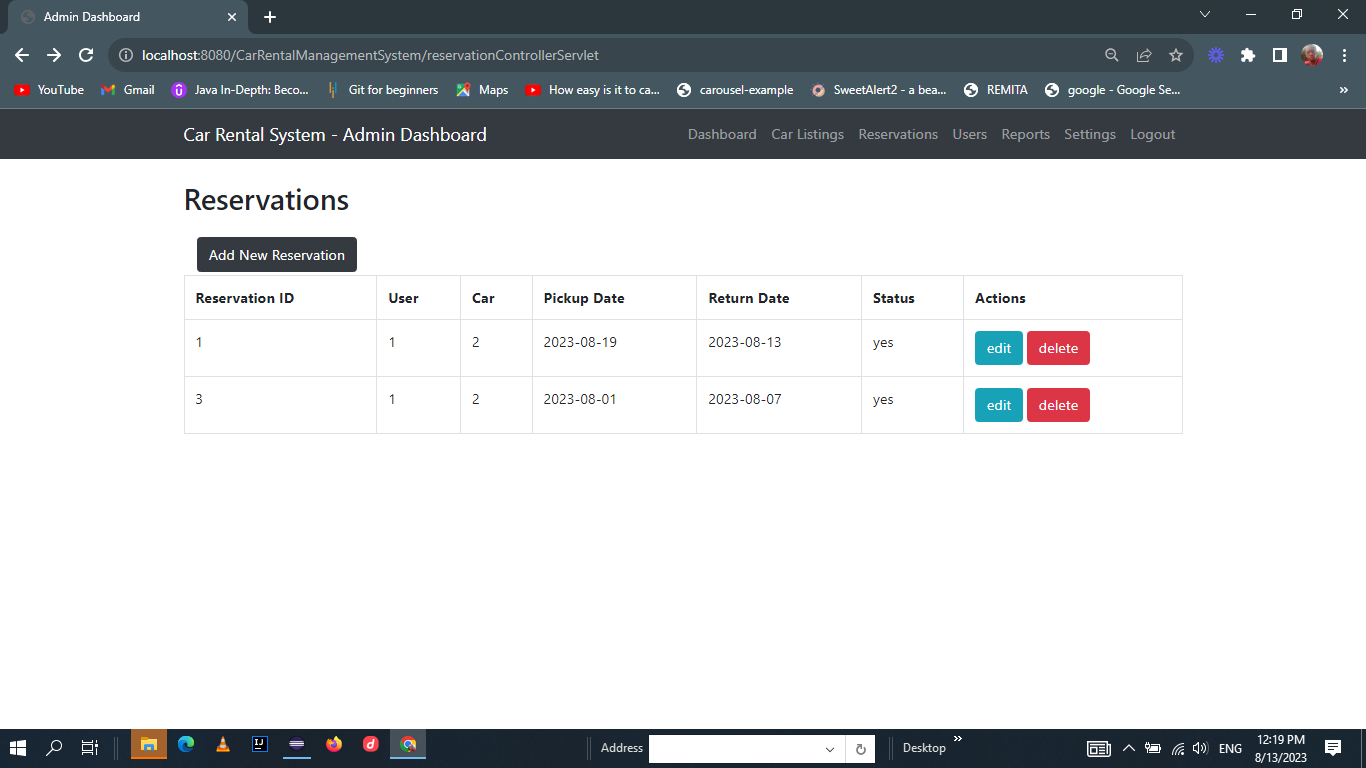 Admin Dashboard
localhost:8080/CarRentalManagementSystem/reservationControllerServlet
YouTube Gmail Java In-Depth: Beco... Git for beginners Maps How easy is it to ca... carousel-example SweetAlert2 - a bea... REMITA google - Google Se... »
Car Rental System - Admin Dashboard Dashboard Car Listings Reservations Users Reports Settings Logout
Reservations
Add New Reservation
Reservation ID User Car Pickup Date Return Date Status Actions
1 1 2 2023-08-19 2023-08-13 yes edit delete
3 1 2 2023-08-01 2023-08-07 yes edit delete
Address Desktop » ENG 12:19 PM
8/13/2023